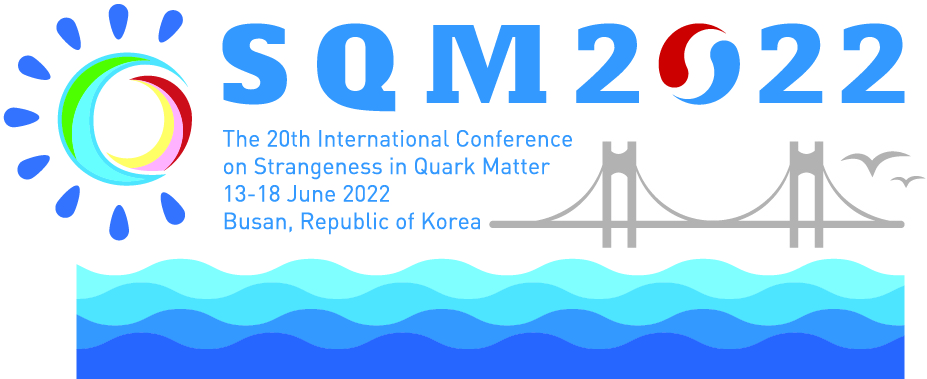 SQM2022
The 20th International Conference
on Strangeness in Quark Matter
13-18 June 2022
Busan, Republic of Korea